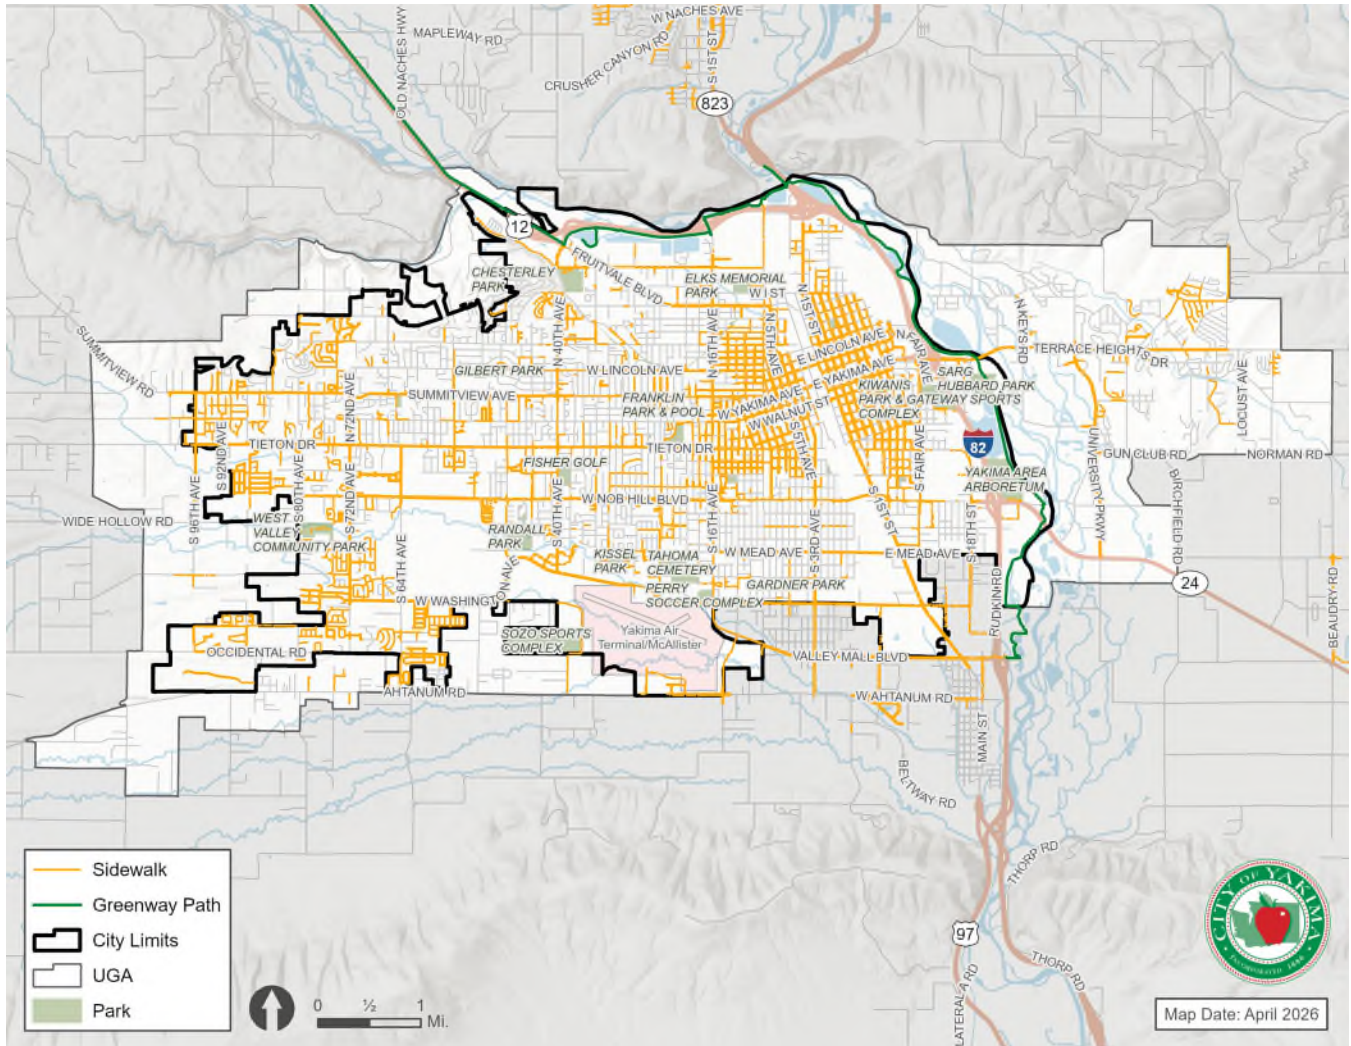 W NACHES AVE
MAPLEWAY RD
OLD NACHES HWY
CRUSHER CANYON RD
S 1ST ST
823
12
FRUITVALE BLVD
CHESTERLEY
PARK
ELKS MEMORIAL
PARK
W I ST
N 1ST ST
N 5TH AVE
N 16TH AVE
N 40TH AVE
E LINCOLN AVE
N FAIR AVE
N KEYS RD
TERRACE HEIGHTS DR
SUMMITVIEW RD
N 72ND AVE
GILBERT PARK
W LINCOLN AVE
E YAKIMA AVE
SARG
HUBBARD PARK
KIWANIS
PARK & GATEWAY SPORTS
COMPLEX
SUMMITVIEW AVE
FRANKLIN
PARK & POOL
W YAKIMA AVE
W WALNUT ST
LOCUST AVE
S 92ND AVE
TIETON DR
TIETON DR
S 5TH AVE
S FAIR AVE
82
UNIVERSITY PKWY
GUN CLUB RD
NORMAN RD
FISHER GOLF
YAKIMA AREA
ARBORETUM
BIRCHFIELD RD
S 96TH AVE
S 80TH AVE
S 72ND AVE
S 40TH AVE
W NOB HILL BLVD
S 16TH AVE
S 1ST ST
WIDE HOLLOW RD
WEST
VALLEY
COMMUNITY PARK
RANDALL
PARK
S 64TH AVE
KISSEL
PARK
TAHOMA
CEMETERY
W MEAD AVE
S 3RD AVE
E MEAD AVE
S 18TH ST
24
BEAUDRY RD
PERRY
SOCCER COMPLEX
GARDNER PARK
W WASHINGTON AVE
RUDKIN RD
SOZO SPORTS
COMPLEX
Yakima Air
Terminal/McAllister
OCCIDENTAL RD
VALLEY MALL BLVD
AHTANUM RD
W AHTANUM RD
MAIN ST
BELTWAY RD
THORP RD
97
THORP RD
LATERAL A RD
Sidewalk
Greenway Path
City Limits
UGA
Park
0 ½ 1
Mi.
CITY OF YAKIMA
INCORPORATED 1886
Map Date: April 2026